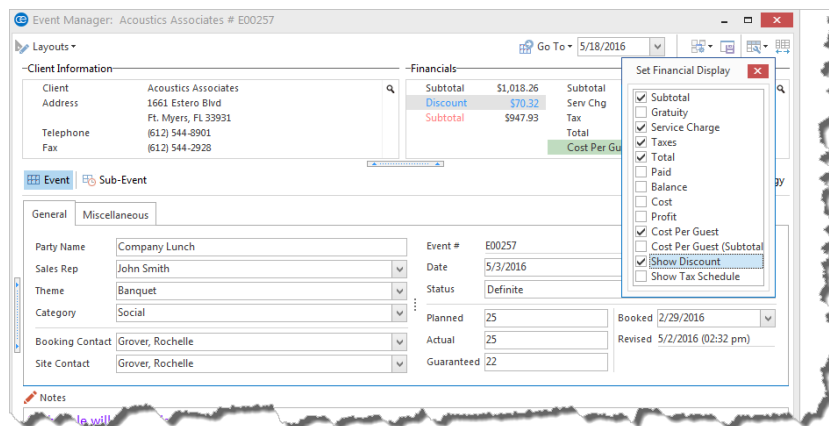 Event Manager: Acoustics Associates # E00257
Layouts
Go To 5/18/2016
Client Information
Client Acoustics Associates
Address 1661 Estero Blvd
Ft. Myers, FL 33931
Telephone (612) 544-8901
Fax (612) 544-2928
Financials
Subtotal $1,018.26 Subtotal
Discount $70.32 Serv Chg
Subtotal $947.93 Tax
Total
Cost Per Gu
Set Financial Display
Subtotal
Gratuity
Service Charge
Taxes
Total
Paid
Balance
Cost
Profit
Cost Per Guest
Cost Per Guest (Subtotal
Show Discount
Show Tax Schedule
Event Sub-Event gy
General Miscellaneous
Party Name Company Lunch
Sales Rep John Smith
Theme Banquet
Category Social
Booking Contact Grover, Rochelle
Site Contact Grover, Rochelle
Event # E00257
Date 5/3/2016
Status Definite
Planned 25
Actual 25
Guaranteed 22
Booked 2/29/2016
Revised 5/2/2016 (02:32 pm)
Notes
will